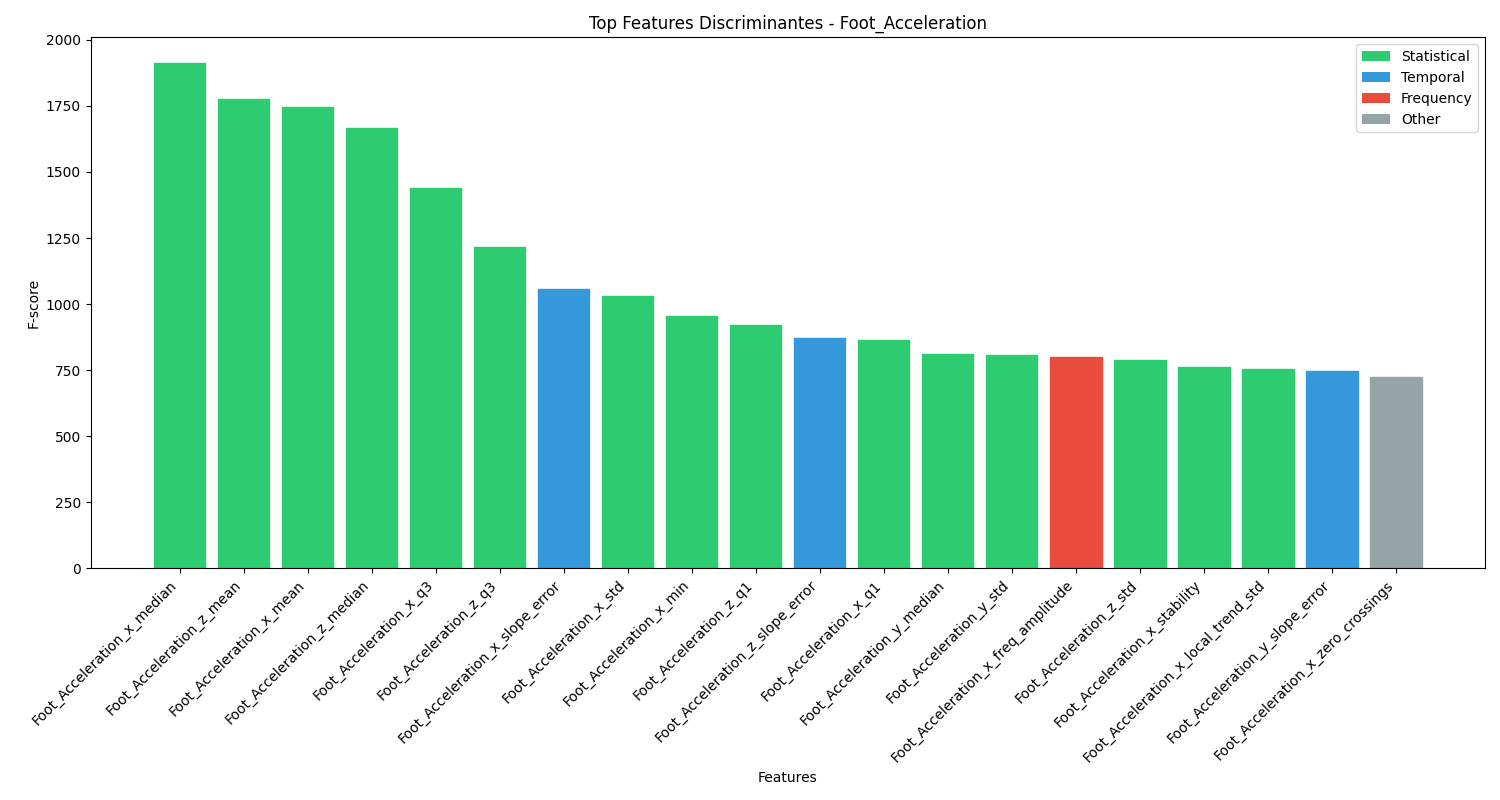 Top Features Discriminantes - Foot_Acceleration
Statistical
Temporal
Frequency
Other
F-score
2000
1750
1500
1250
1000
750
500
250
0
Foot_Acceleration_x_median
Foot_Acceleration_z_mean
Foot_Acceleration_x_mean
Foot_Acceleration_z_median
Foot_Acceleration_x_q3
Foot_Acceleration_z_q3
Foot_Acceleration_x_slope_error
Foot_Acceleration_x_std
Foot_Acceleration_x_min
Foot_Acceleration_z_q1
Foot_Acceleration_z_slope_error
Foot_Acceleration_x_q1
Foot_Acceleration_y_median
Foot_Acceleration_y_std
Foot_Acceleration_x_freq_amplitude
Foot_Acceleration_z_std
Foot_Acceleration_x_stability
Foot_Acceleration_x_local_trend_std
Foot_Acceleration_y_slope_error
Foot_Acceleration_x_zero_crossings
Features